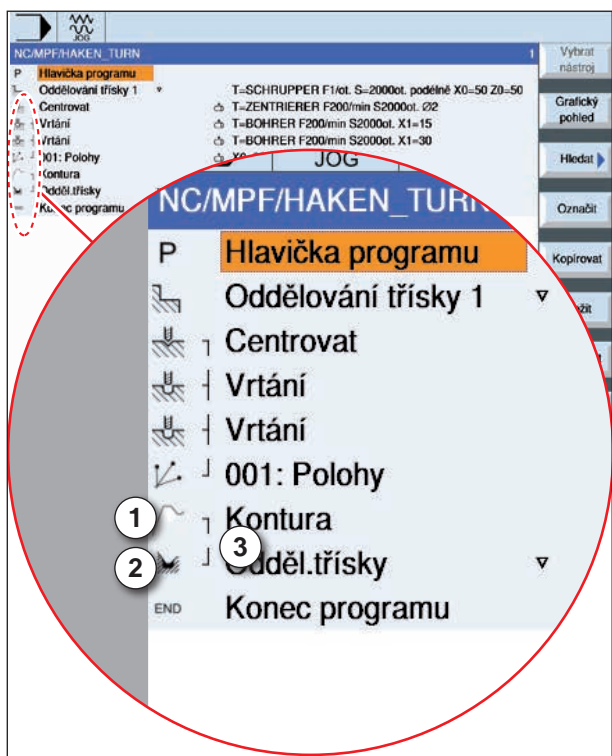 JOG
NC/MPF/HAKEN_TURN 1
P Hlavička programu
Oddělování třísky 1 T=SCHRUPPER F1/ot. S=2000ot. podélně X0=50 Z0=50
Centrovat T=ZENTRIERER F200/min S2000ot. Ø2
Vrtání T=BOHRER F200/min S2000ot. X1=15
Vrtání T=BOHRER F200/min S2000ot. X1=30
001: Polohy
Kontura
Odděl.třísky
Konec programu
Vybrat
nástroj
Grafický
pohled
Hledat
Označit
Kopírovat
JOG
NC/MPF/HAKEN_TURN
P Hlavička programu
Oddělování třísky 1
Centrovat
Vrtání
Vrtání
001: Polohy
1 Kontura
2 3 Odděl.třísky
END Konec programu